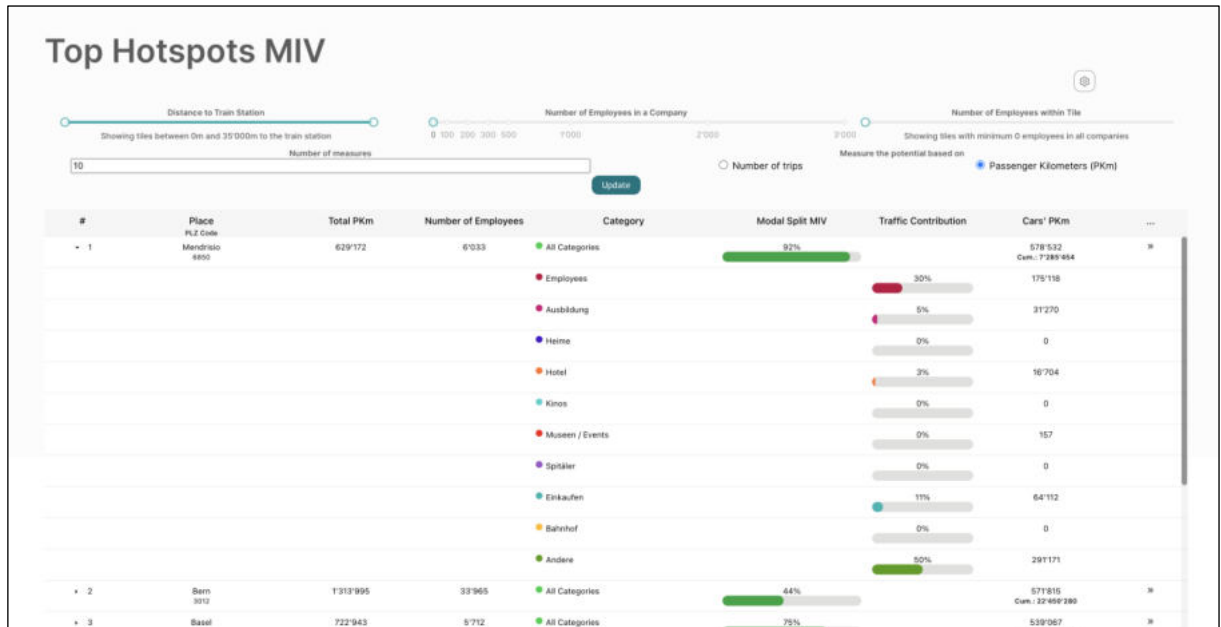 Top Hotspots MIV
Distance to Train Station
Number of Employees in a Company
Number of Employees within Tile
0 100 200 300 500 1'000 2'000 3'000
Showing tiles between 0m and 35'000m to the train station
Showing tiles with minimum 0 employees in all companies
Number of measures
Measure the potential based on
10
Number of trips
Passenger Kilometers (PKm)
Update
# Place Total PKm Number of Employees Category Modal Split MIV Traffic Contribution Cars' PKm ...
PLZ Code
1 Mendrisio 629'172 6'033 All Categories 92% 578'532 »
6850 Cum.: 7'285'454
Employees 30% 175'118
Ausbildung 5% 31'270
Heime 0% 0
Hotel 3% 16'704
Kinos 0% 0
Museen / Events 0% 157
Spitäler 0% 0
Einkaufen 11% 64'112
Bahnhof 0% 0
Andere 50% 291'171
2 Bern 1'313'995 33'965 All Categories 44% 571'815 »
3012 Cum.: 22'450'280
3 Basel 722'943 5'712 All Categories 75% 539'067 »